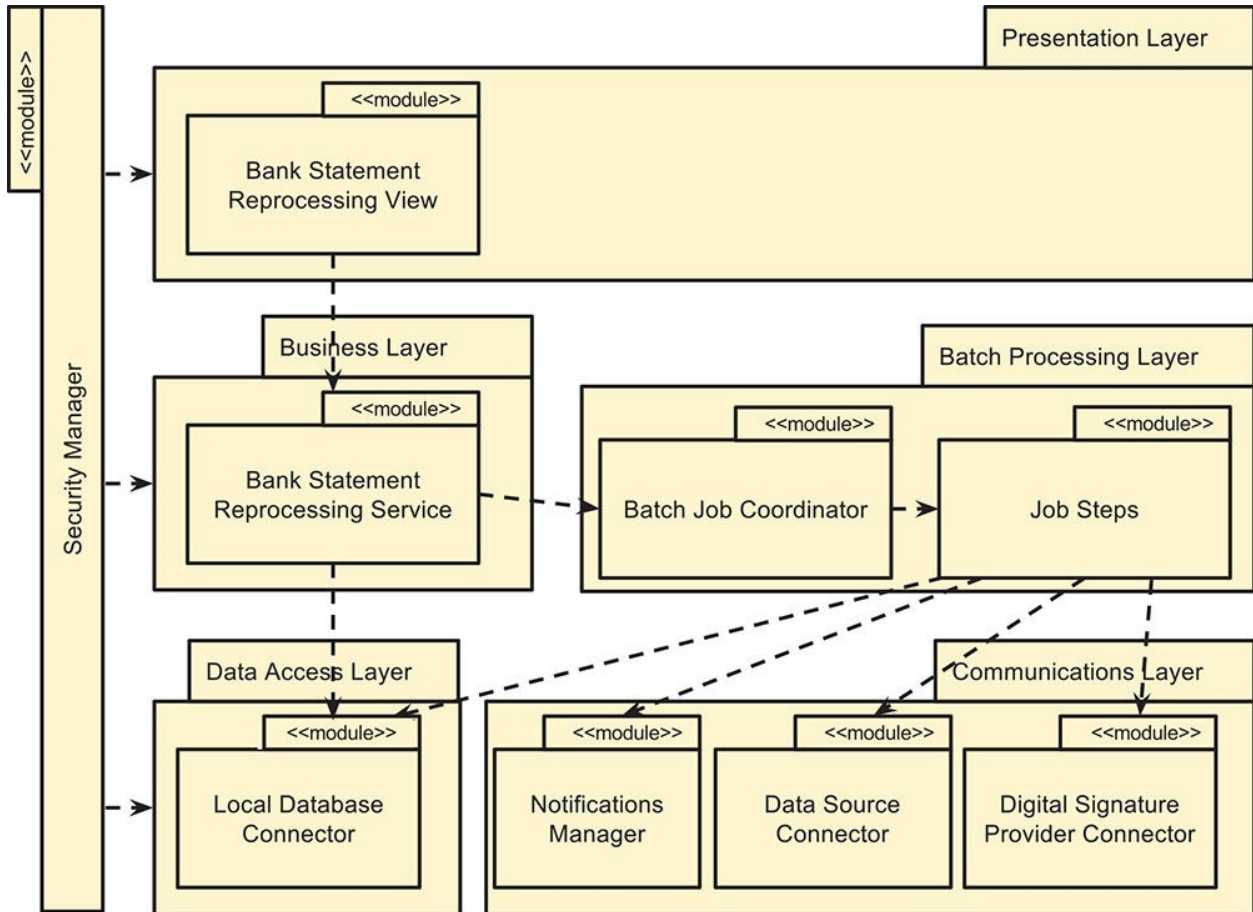 <<module>>
Security Manager
Presentation Layer
<<module>>
Bank Statement
Reprocessing View
Business Layer
<<module>>
Bank Statement
Reprocessing Service
Batch Processing Layer
<<module>>
Batch Job Coordinator
<<module>>
Job Steps
Data Access Layer
<<module>>
Local Database
Connector
Communications Layer
<<module>>
Notifications
Manager
<<module>>
Data Source
Connector
<<module>>
Digital Signature
Provider Connector